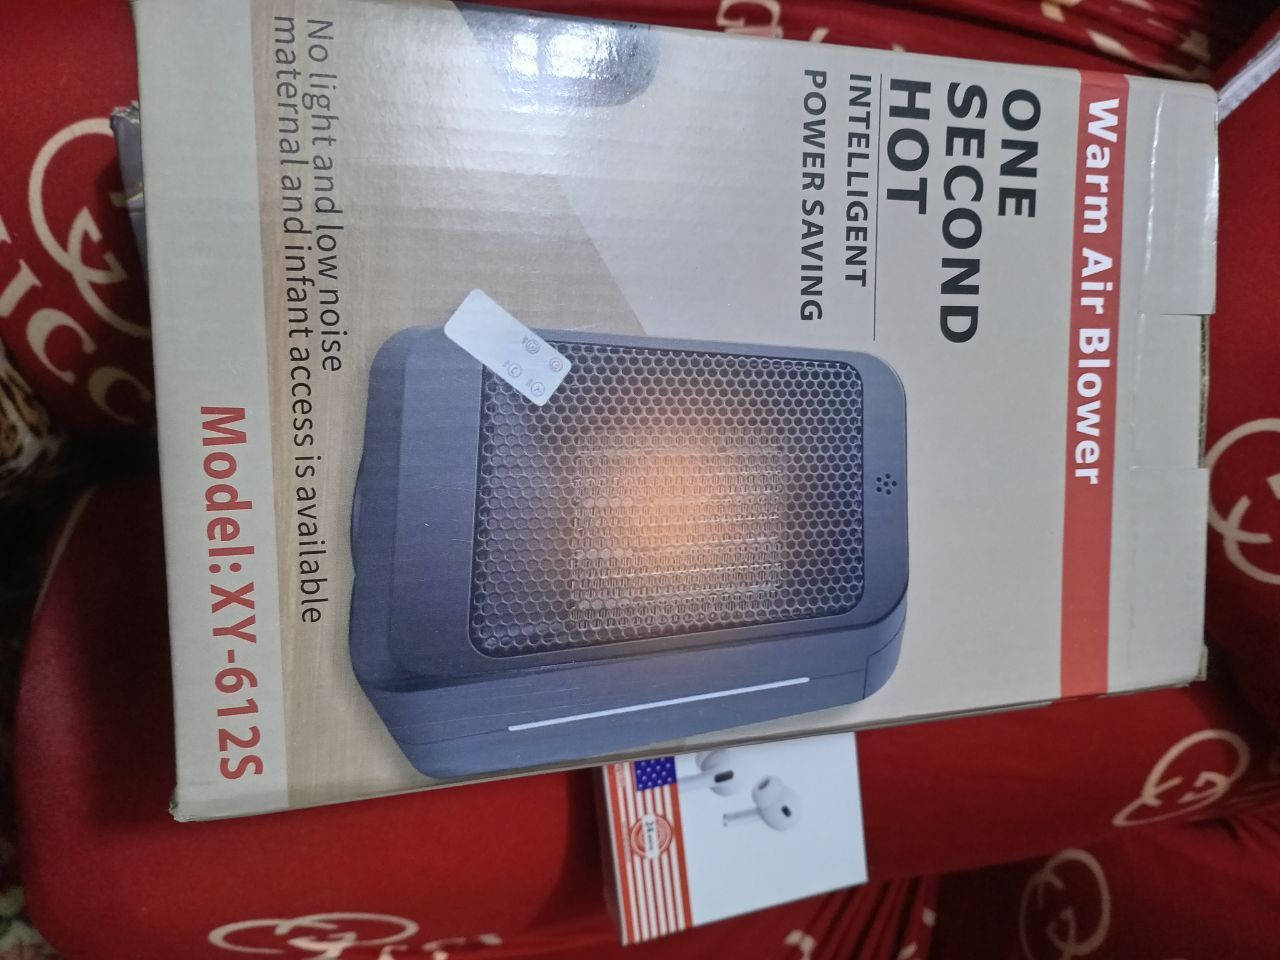 Warm Air Blower
ONE
SECOND
HOT
INTELLIGENT
POWER SAVING
No light and low noise
maternal and infant access is available
Model:XY-612S